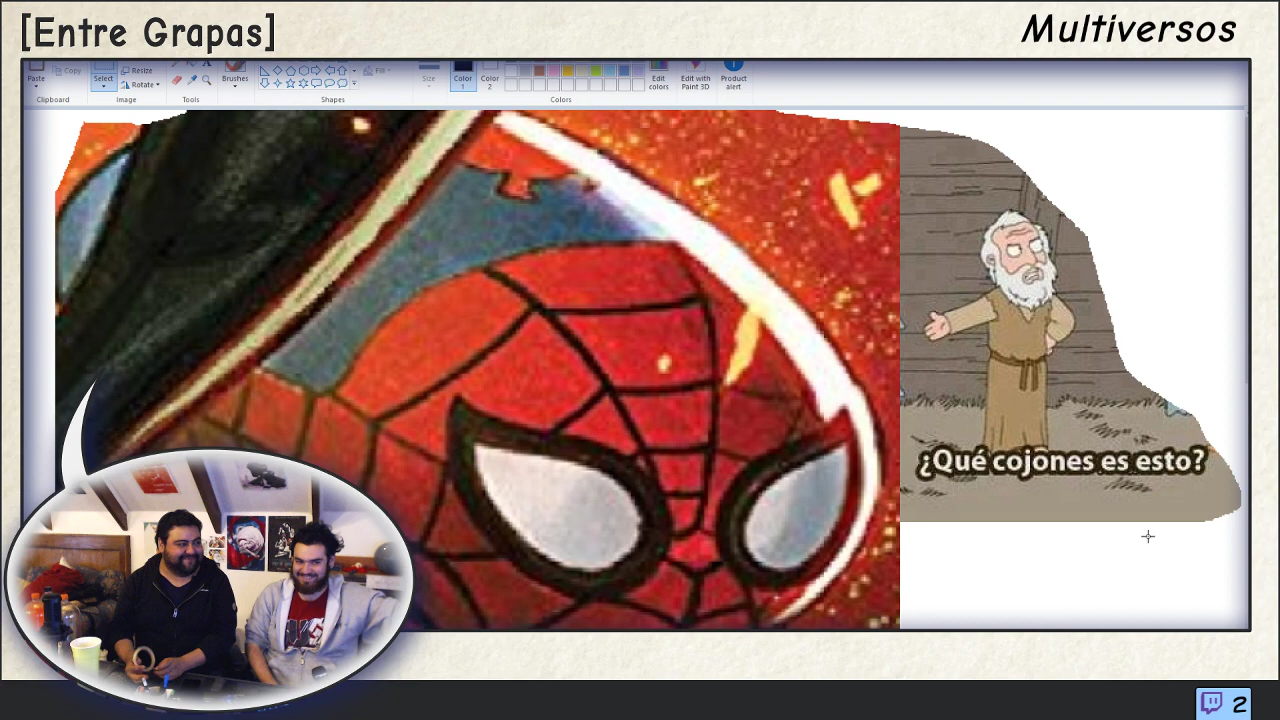 [Entre Grapas]
Multiversos
Paste
Copy
Select
Resize
Rotate
Brushes
Fill
Size
Color
1
Color
2
Edit
colors
Edit with
Paint 3D
Product
alert
Clipboard
Image
Tools
Shapes
Colors
¿Qué cojones es esto?
2